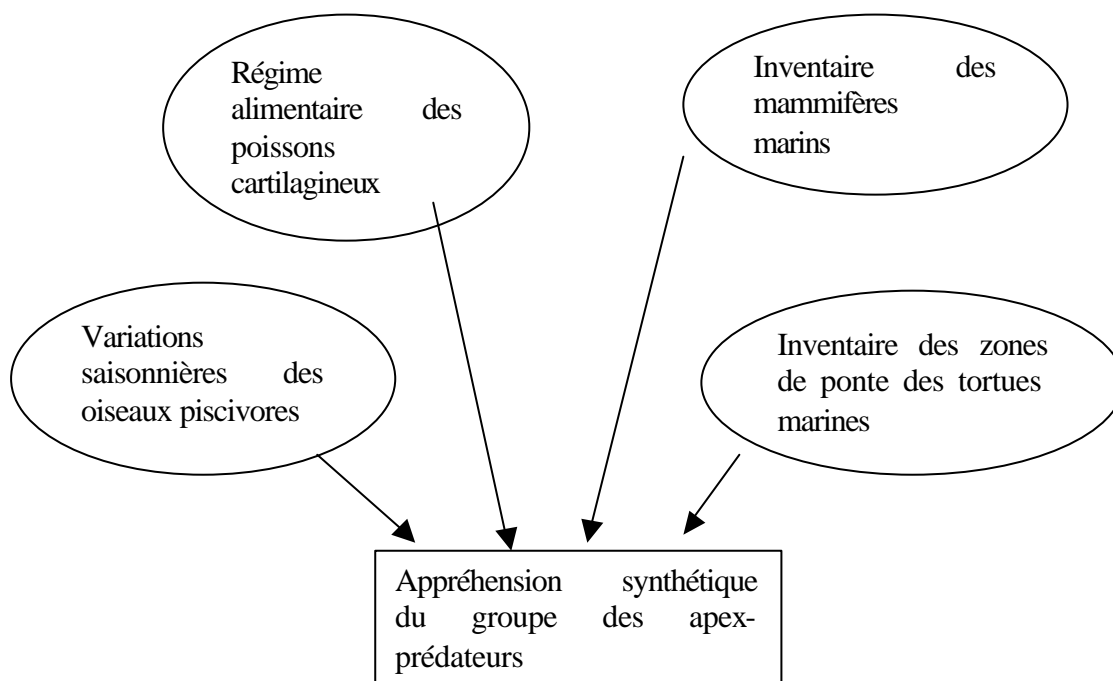 Régime
alimentaire des
poissons
cartilagineux
Inventaire des
mammifères
marins
Variations
saisonnières des
oiseaux piscivores
Inventaire des zones
de ponte des tortues
marines
Appréhension synthétique
du groupe des apex-
prédateurs